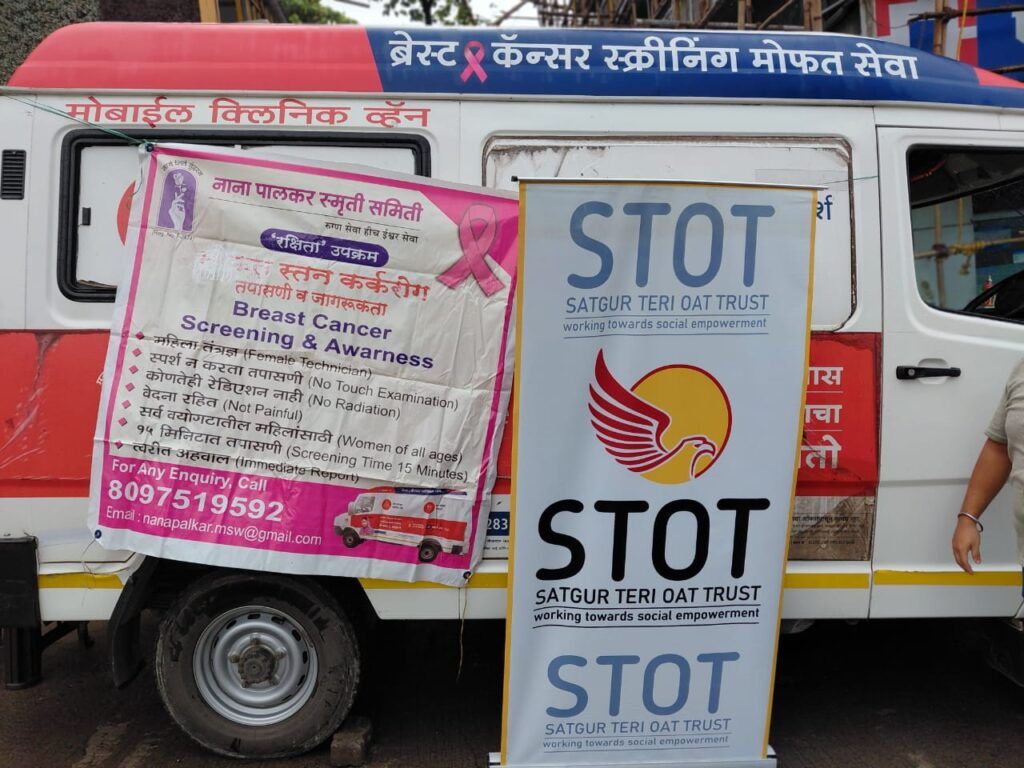 ब्रेस्ट कॅन्सर स्क्रीनिंग मोफत सेवा
मोबाईल क्लिनिक व्हॅन
नाना पालकर स्मृती समिती
रुग्ण सेवा हीच ईश्वर सेवा
'रक्षिता' उपक्रम
स्तन कर्करोग
तपासणी व जागरूकता
Breast Cancer
Screening & Awarness
महिला तंत्रज्ञ (Female Technician)
स्पर्श न करता तपासणी (No Touch Examination)
कोणतेही रेडिएशन नाही (No Radiation)
वेदना रहित (Not Painful)
सर्व वयोगटातील महिलांसाठी (Women of all ages)
१५ मिनिटात तपासणी (Screening Time 15 Minutes)
त्वरीत अहवाल (Immediate Report)
For Any Enquiry, Call
8097519592
Email : nanapalkar.msw@gmail.com
STOT
SATGUR TERI OAT TRUST
working towards social empowerment
STOT
SATGUR TERI OAT TRUST
working towards social empowerment
STOT
SATGUR TERI OAT TRUST
working towards social empowerment
283